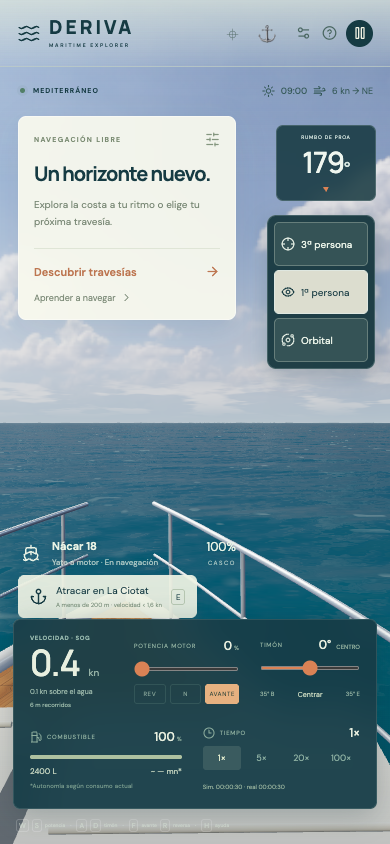 DERIVA
MARITIME EXPLORER
MEDITERRÁNEO
09:00 6 kn → NE
NAVEGACIÓN LIBRE
Un horizonte nuevo.
Explora la costa a tu ritmo o elige tu
próxima travesía.
Descubrir travesías →
Aprender a navegar >
RUMBO DE PROA
179°
3ª persona
1ª persona
Orbital
Nácar 18
Yate a motor · En navegación
100%
CASCO
Atracar en La Ciotat
A menos de 200 m · velocidad < 1,6 kn
E
VELOCIDAD · SOG
0.4 kn
0.1 kn sobre el agua
6 m recorridos
POTENCIA MOTOR 0 %
REV N AVANTE
TIMÓN 0° CENTRO
35° B Centrar 35° E
COMBUSTIBLE 100 %
2400 L – – mn*
*Autonomía según consumo actual
TIEMPO 1×
1× 5× 20× 100×
Sim. 00:00:30 · real 00:00:30